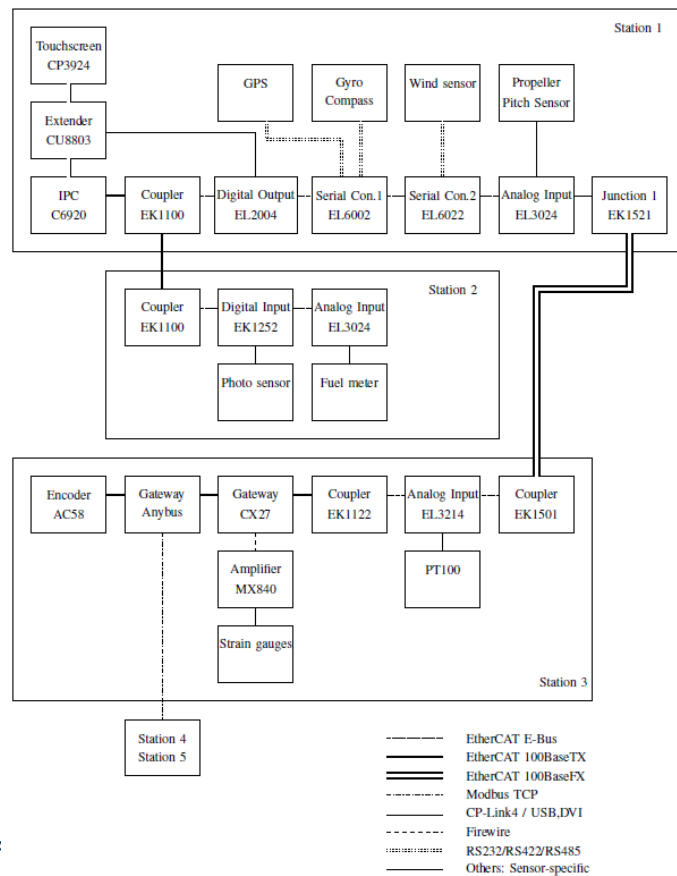 Station 1
Touchscreen
CP3924
GPS
Gyro
Compass
Wind sensor
Propeller
Pitch Sensor
Extender
CU8803
IPC
C6920
Coupler
EK1100
Digital Output
EL2004
Serial Con.1
EL6002
Serial Con.2
EL6022
Analog Input
EL3024
Junction 1
EK1521
Station 2
Coupler
EK1100
Digital Input
EK1252
Analog Input
EL3024
Photo sensor
Fuel meter
Encoder
AC58
Gateway
Anybus
Gateway
CX27
Coupler
EK1122
Analog Input
EL3214
Coupler
EK1501
Amplifier
MX840
PT100
Strain gauges
Station 3
Station 4
Station 5
EtherCAT E-Bus
EtherCAT 100BaseTX
EtherCAT 100BaseFX
Modbus TCP
CP-Link4 / USB,DVI
Firewire
RS232/RS422/RS485
Others: Sensor-specific